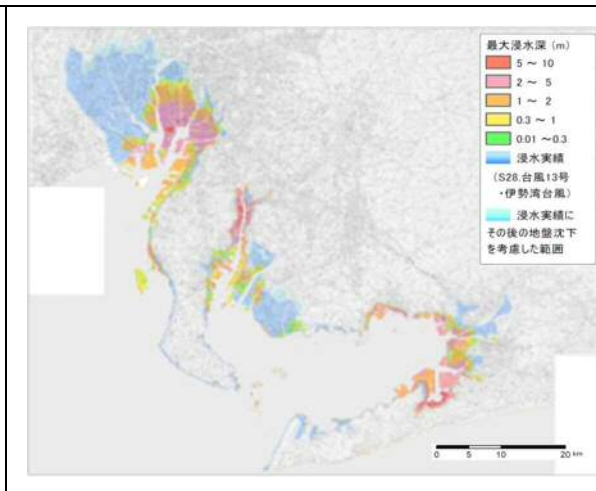 最大浸水深 (m)
5 ～ 10
2 ～ 5
1 ～ 2
0.3 ～ 1
0.01 ～0.3
浸水実績
(S28.台風13号
・伊勢湾台風)
浸水実績に
その後の地盤沈下
を考慮した範囲
0 5 10 20 km